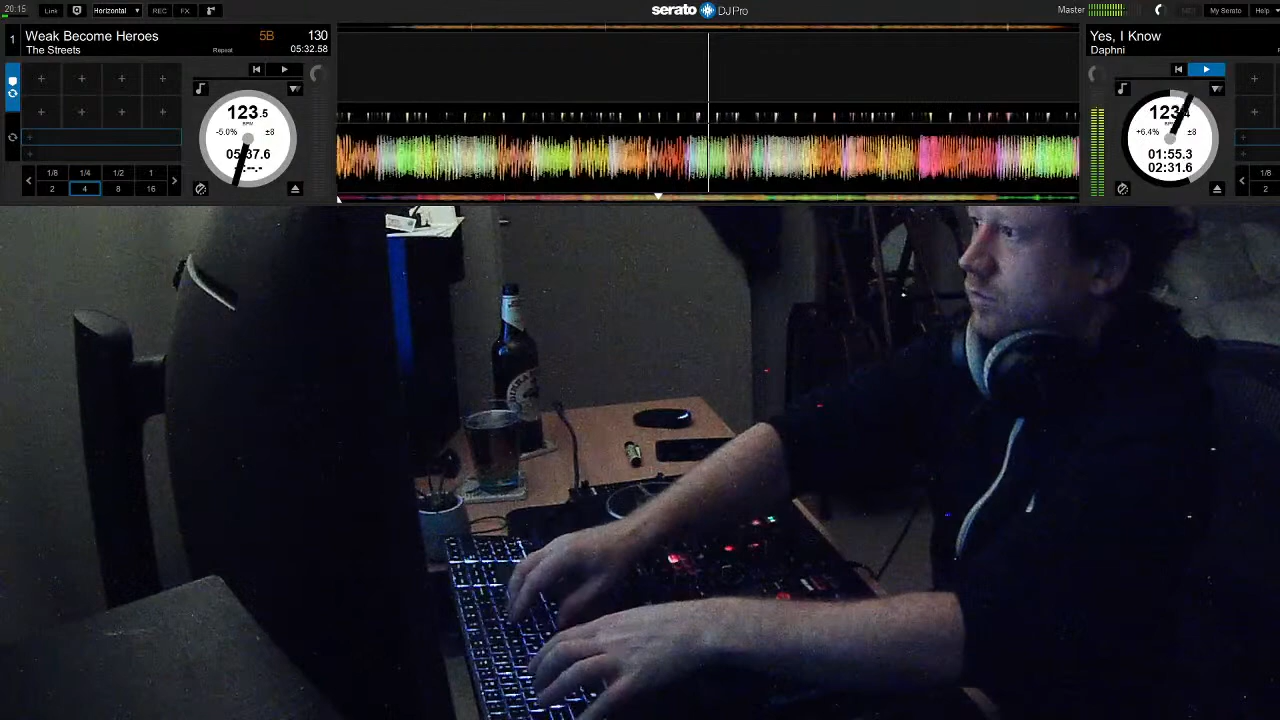 20:15 Link Horizontal REC FX serato DJ Pro Master My Serato Help
1 Weak Become Heroes 5B 130
The Streets Repeat 05:32.58
Yes, I Know
Daphni
123.5
-5.0% ±8
1/8 1/4 1/2 1
2 4 8 16
+6.4% ±8
01:55.3
02:31.6
1/8
2